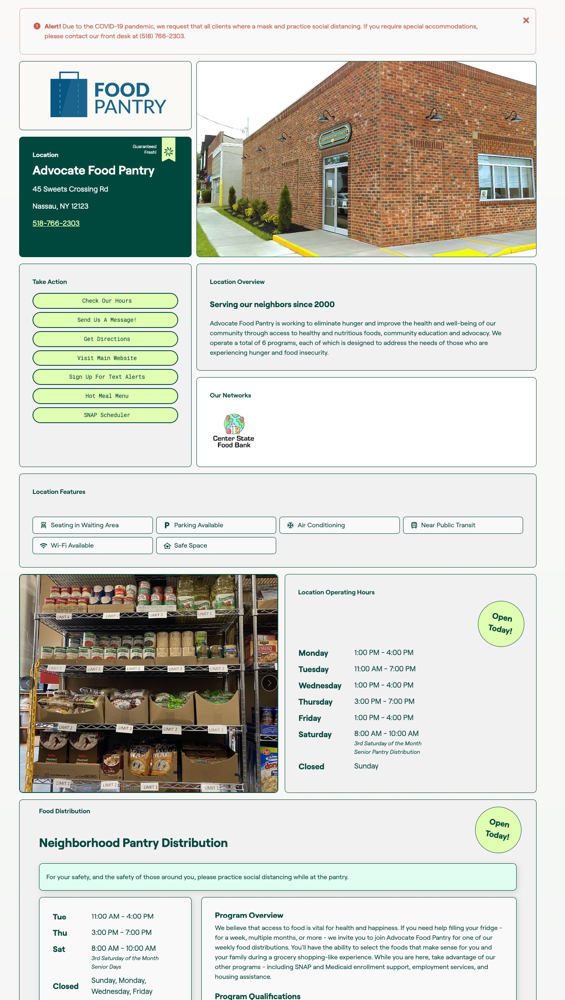 Alert! Due to the COVID-19 pandemic, we request that all clients where a mask and practice social distancing. If you require special accommodations,
please contact our front desk at (518) 766-2303.
FOOD
PANTRY
Guaranteed
Fresh!
Location
Advocate Food Pantry
45 Sweets Crossing Rd
Nassau, NY 12123
518-766-2303
Hopewell Food Pantry
903
Take Action
Check Our Hours
Send Us A Message!
Get Directions
Visit Main Website
Sign Up For Text Alerts
Hot Meal Menu
SNAP Scheduler
Location Overview
Serving our neighbors since 2000
Advocate Food Pantry is working to eliminate hunger and improve the health and well-being of our
community through access to healthy and nutritious foods, community education and advocacy. We
operate a total of 6 programs, each of which is designed to address the needs of those who are
experiencing hunger and food insecurity.
Our Networks
Center State
Food Bank
Location Features
Seating in Waiting Area
Parking Available
Air Conditioning
Near Public Transit
Wi-Fi Available
Safe Space
LIMIT 4
LIMIT 2
LIMIT 2
LIMIT 1
LIMIT 2
LIMIT 2
LIMIT 2
LIMIT 2
LIMIT 2
PROTEIN
LIMIT 2
LIMIT 2
LIMIT 2
LIMIT 2
Mashed
Potatoes
Mashed
Potatoes
Turkey
TACO
MAC
TACO
MAC
Post
Hostess
06360.
LIMIT 1
LIMIT 2
LIMIT 1
LIMIT 1
Location Operating Hours
Open
Today!
Monday 1:00 PM - 4:00 PM
Tuesday 11:00 AM - 7:00 PM
Wednesday 1:00 PM - 4:00 PM
Thursday 3:00 PM - 7:00 PM
Friday 1:00 PM - 4:00 PM
Saturday 8:00 AM - 10:00 AM
3rd Saturday of the Month
Senior Pantry Distribution
Closed Sunday
Food Distribution
Open
Today!
Neighborhood Pantry Distribution
For your safety, and the safety of those around you, please practice social distancing while at the pantry.
Tue 11:00 AM - 4:00 PM
Thu 3:00 PM - 7:00 PM
Sat 8:00 AM - 10:00 AM
3rd Saturday of the Month
Senior Days
Closed Sunday, Monday,
Wednesday, Friday
Program Overview
We believe that access to food is vital for health and happiness. If you need help filling your fridge -
for a week, multiple months, or more - we invite you to join Advocate Food Pantry for one of our
weekly food distributions. You'll have the ability to select the foods that make sense for you and
your family during a grocery shopping-like experience. While you are here, take advantage of our
other programs - including SNAP and Medicaid enrollment support, employment services, and
housing assistance.
Program Qualifications